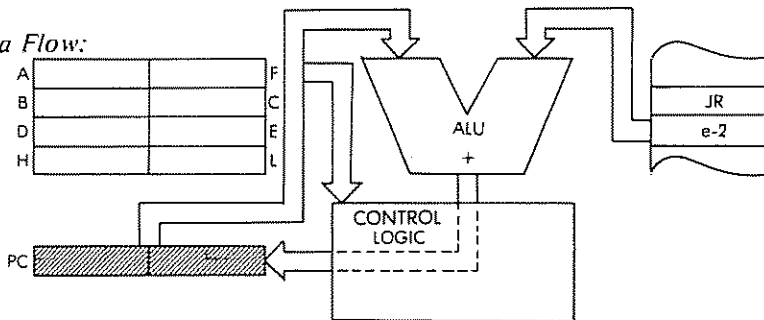 a Flow:
A F
B C
D E
H L
PC
ALU
+
CONTROL
LOGIC
JR
e-2